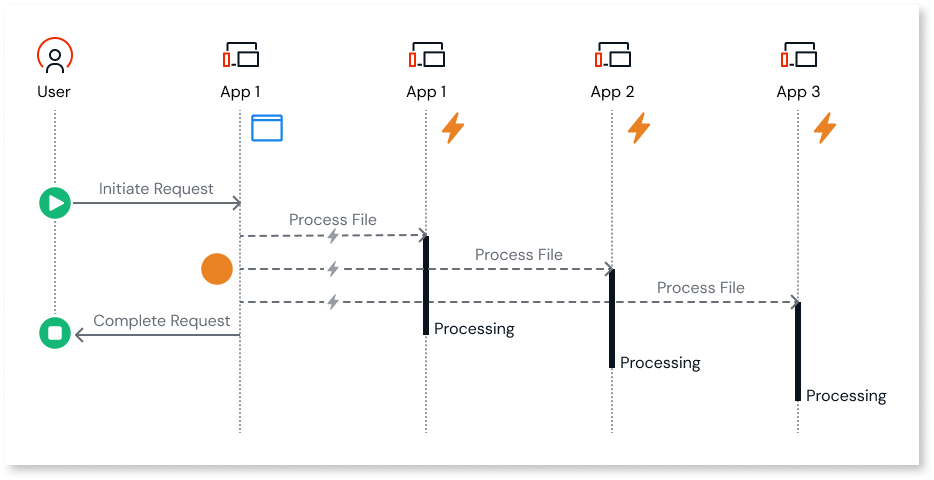 User
App 1
App 1
App 2
App 3
Initiate Request
Process File
Process File
Process File
Complete Request
Processing
Processing
Processing